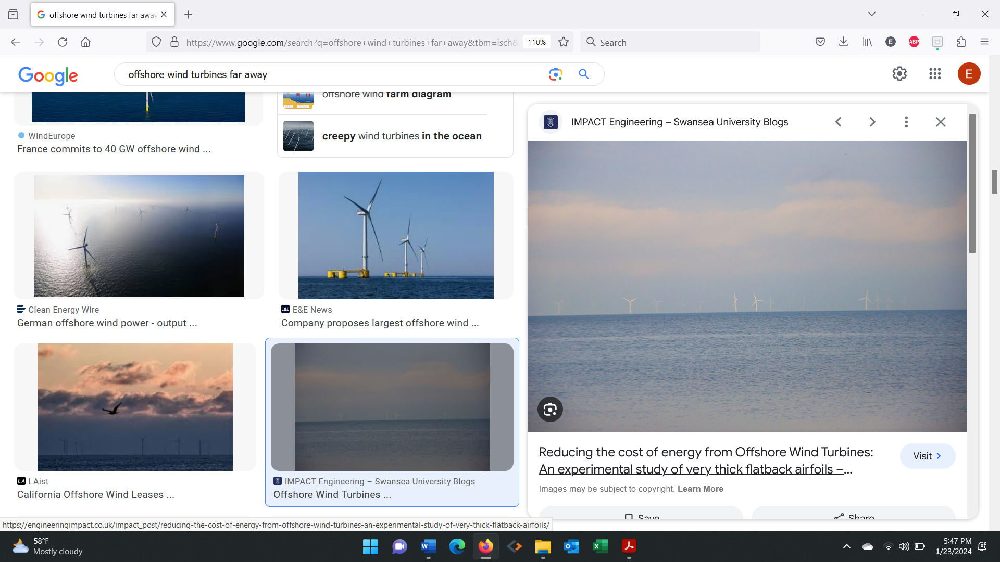 offshore wind turbines far away
https://www.google.com/search?q=offshore+wind+turbines+far+away&tbm=isch&
110%
Search
E
ABP
Google
offshore wind turbines far away
E
offshore wind farm diagram
creepy wind turbines in the ocean
WindEurope
France commits to 40 GW offshore wind ...
IMPACT Engineering – Swansea University Blogs
Clean Energy Wire
German offshore wind power - output ...
E&E
E&E News
Company proposes largest offshore wind ...
LA
LAist
California Offshore Wind Leases ...
IMPACT Engineering – Swansea University Blogs
Offshore Wind Turbines ...
Reducing the cost of energy from Offshore Wind Turbines:
An experimental study of very thick flatback airfoils –...
Visit
Images may be subject to copyright. Learn More
Save
Share
https://engineeringimpact.co.uk/impact_post/reducing-the-cost-of-energy-from-offshore-wind-turbines-an-experimental-study-of-very-thick-flatback-airfoils/
58°F
Mostly cloudy
5:47 PM
1/23/2024